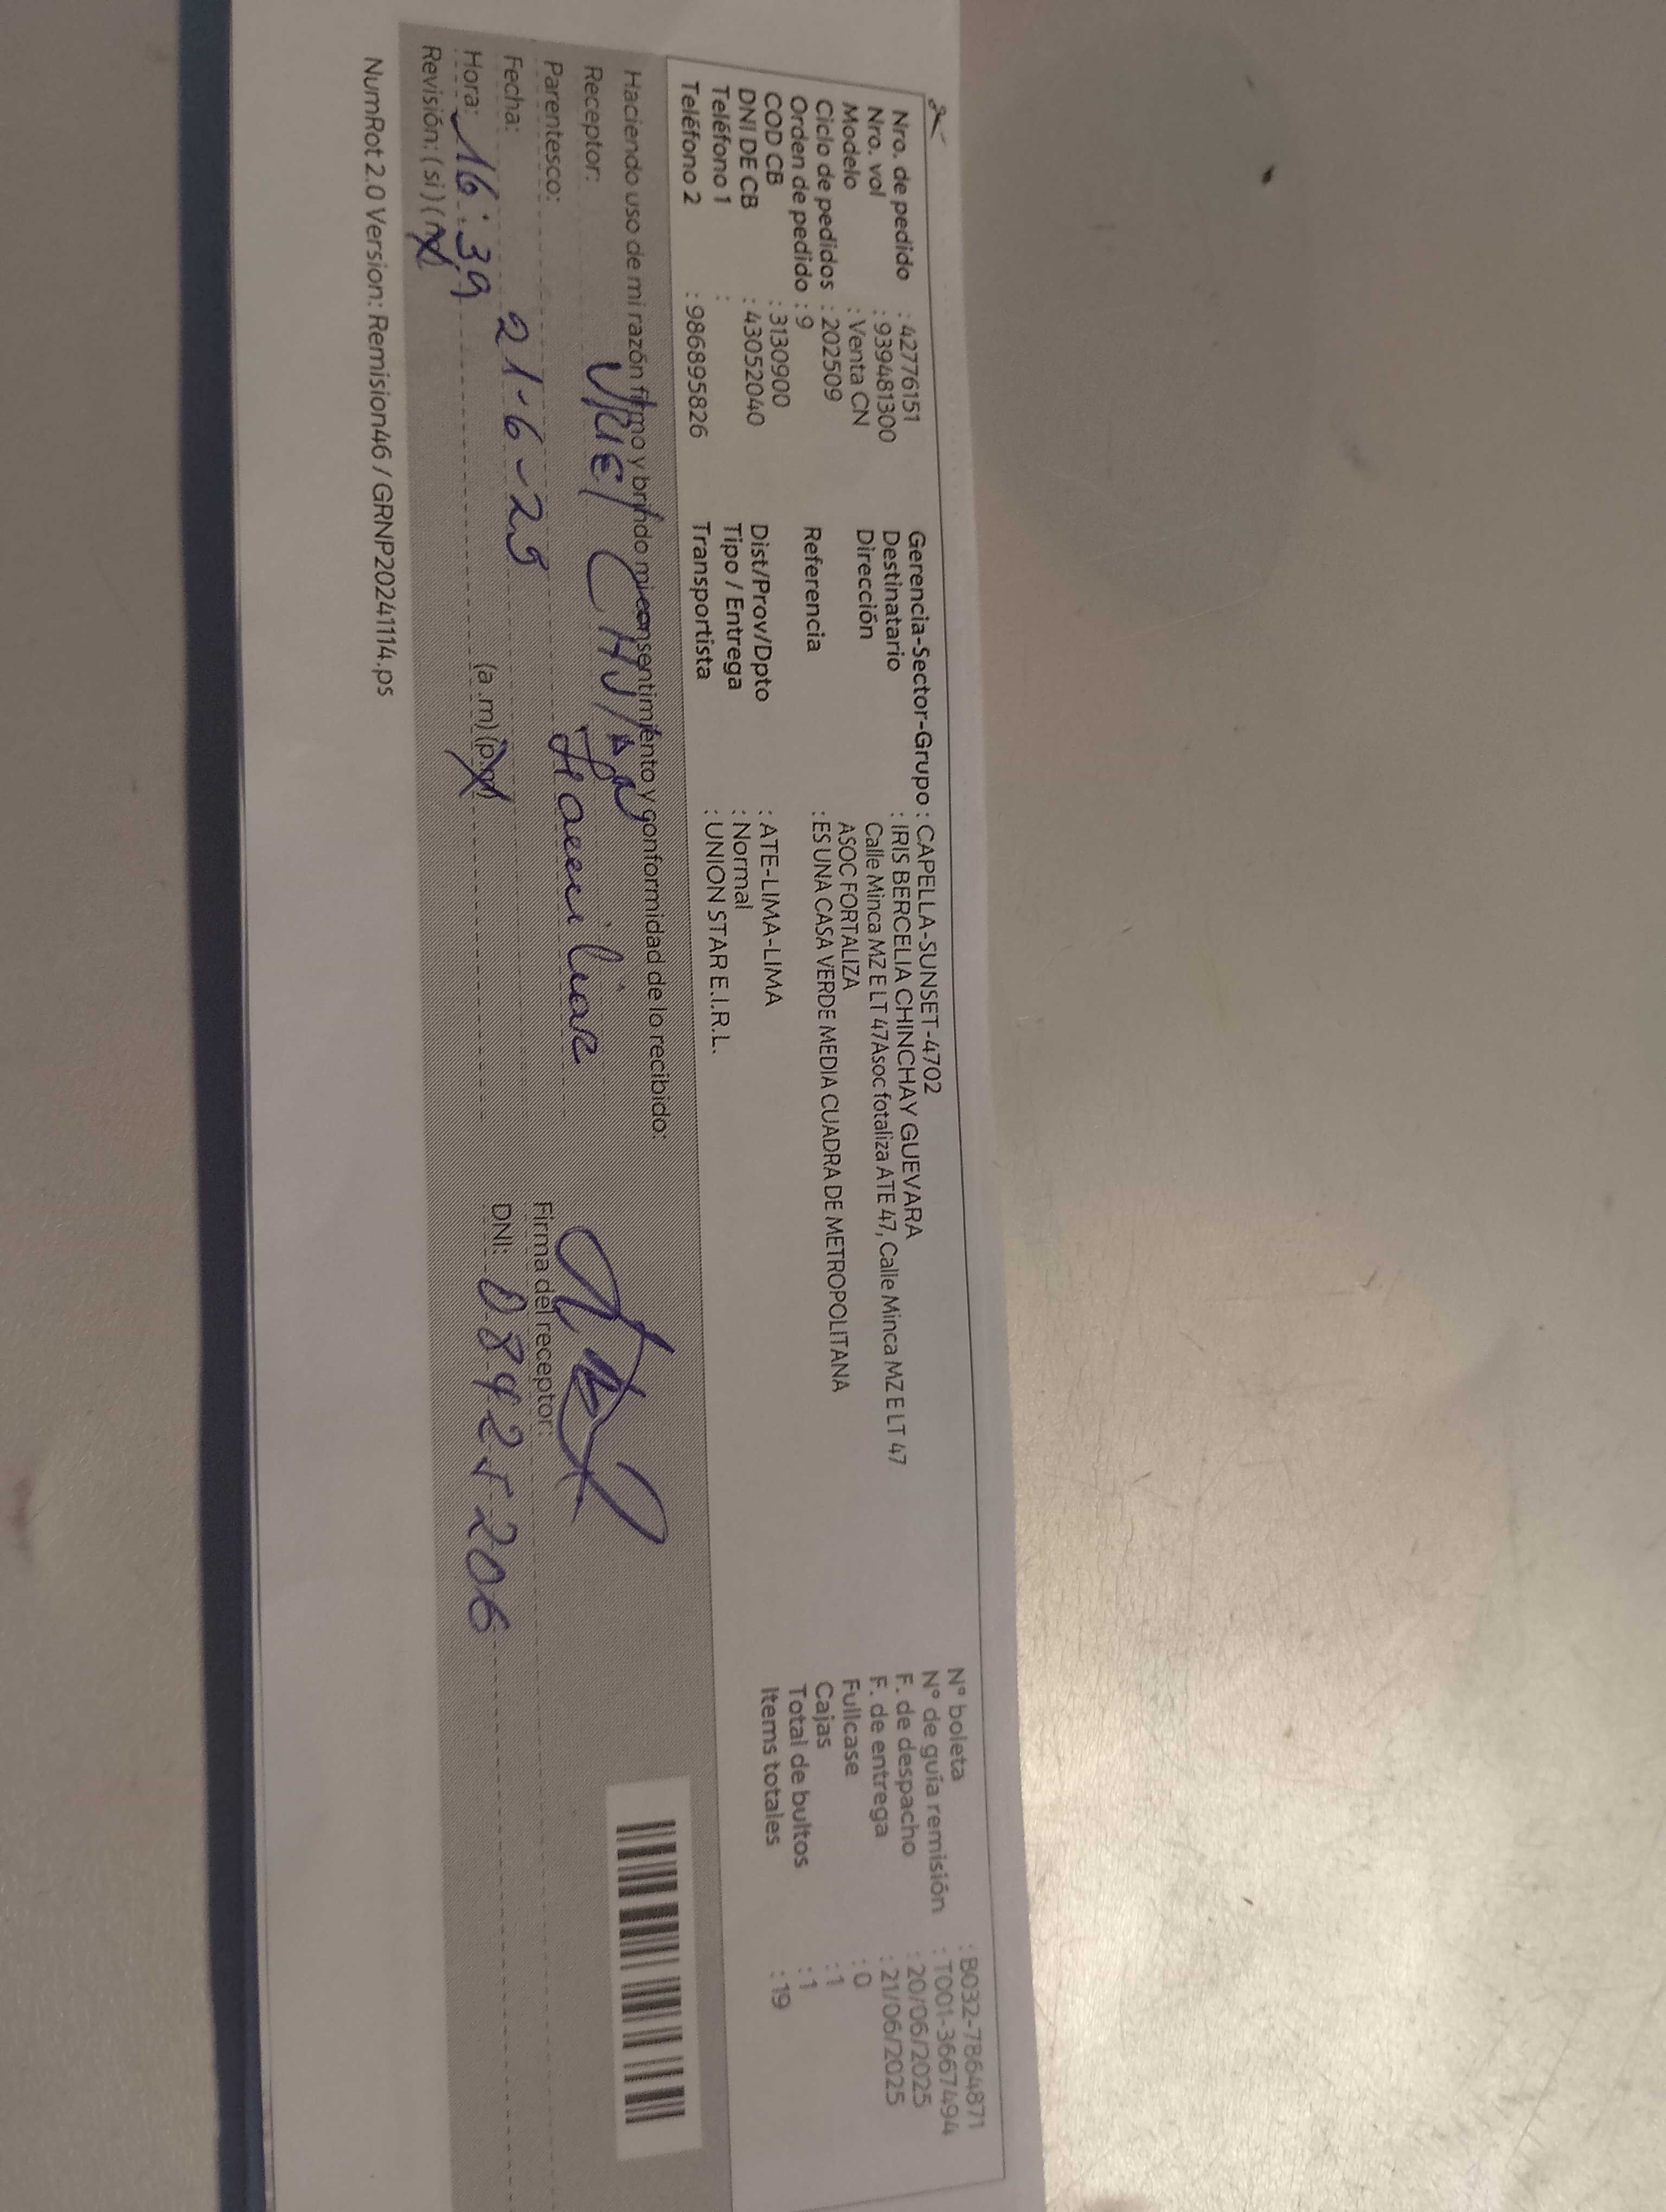 Nro. de pedido : 42776151
Nro. vol : 939481300
Modelo : Venta CN
Ciclo de pedidos : 202509
Orden de pedido : 9
COD CB : 3130900
DNI DE CB : 43052040
Teléfono 1 :
Teléfono 2 : 986895826
Gerencia-Sector-Grupo : CAPELLA-SUNSET-4702
Destinatario : IRIS BERCELIA CHINCHAY GUEVARA
Dirección : Calle Minca MZ E LT 47Asoc fotaliza ATE 47, Calle Minca MZ E LT 47
ASOC FORTALIZA
Referencia : ES UNA CASA VERDE MEDIA CUADRA DE METROPOLITANA
Dist/Prov/Dpto : ATE-LIMA-LIMA
Tipo / Entrega : Normal
Transportista : UNION STAR E.I.R.L.
N° boleta : B032-7864871
N° de guía remisión : T001-3667494
F. de despacho : 20/06/2025
F. de entrega : 21/06/2025
Fullcase : 0
Cajas : 1
Total de bultos : 1
Items totales : 19
Haciendo uso de mi razón firmo y brindo mi consentimiento y conformidad de lo recibido:
Receptor: URIEL
Parentesco: Familiar
Fecha: 21-6-25
Hora: 16:39 (a.m) (p.m)
Revisión: (si) (no)
Firma del receptor:
DNI: 08425206
NumRot 2.0 Version: Remision46 / GRNP20241114.ps